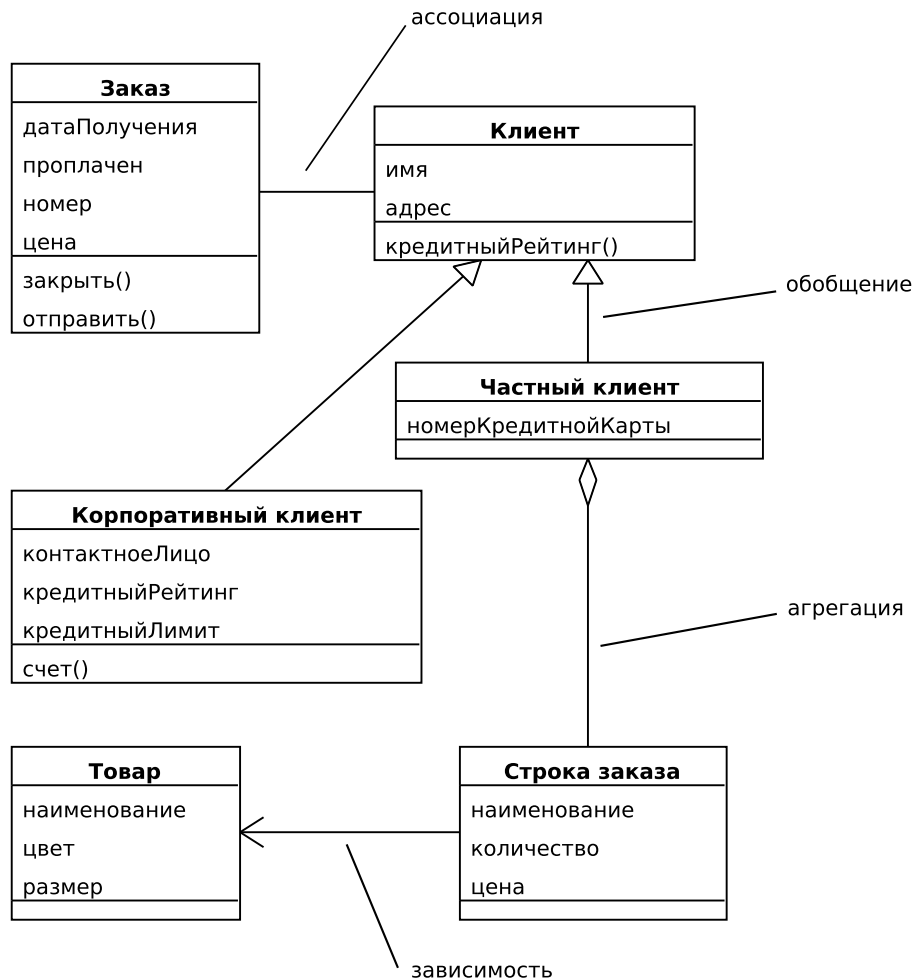 ассоциация
Заказ
датаПолучения
проплачен
номер
цена
закрыть()
отправить()
Клиент
имя
адрес
кредитныйРейтинг()
обобщение
Частный клиент
номерКредитнойКарты
Корпоративный клиент
контактноеЛицо
кредитныйРейтинг
кредитныйЛимит
счет()
агрегация
Товар
наименование
цвет
размер
Строка заказа
наименование
количество
цена
зависимость